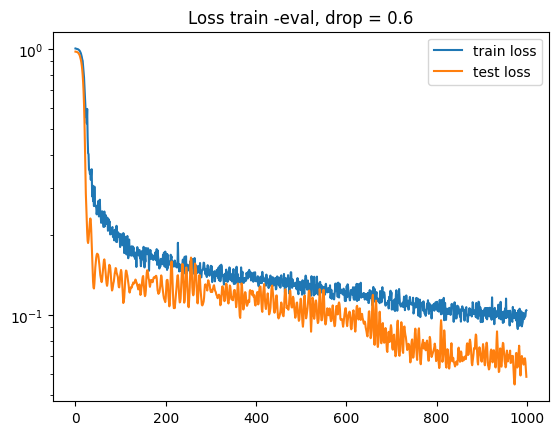 Loss train -eval, drop = 0.6
train loss
test loss
10⁰
10⁻¹
0 200 400 600 800 1000